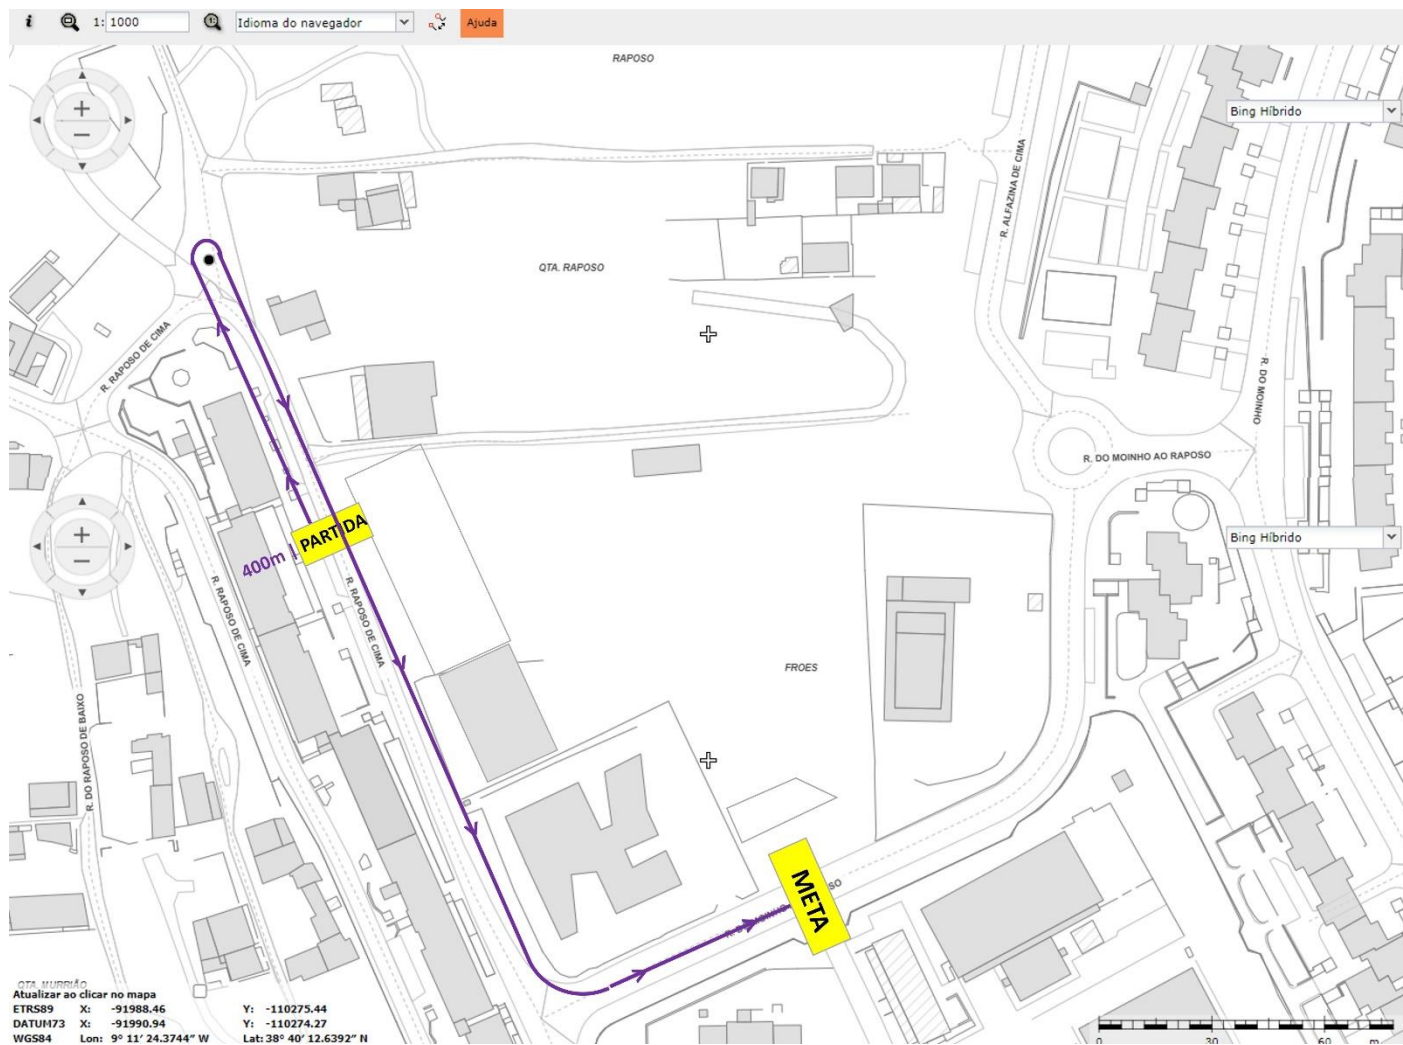 i 1: 1000 Idioma do navegador Ajuda
RAPOSO
Bing Híbrido
R. ALFAZINA DE CIMA
QTA. RAPOSO
R. RAPOSO DE CIMA
R. DO MOINHO
R. DO MOINHO AO RAPOSO
PARTIDA
400m
Bing Híbrido
R. RAPOSO DE CIMA
R. RAPOSO DE CIMA
FROES
R. DO RAPOSO DE BAIXO
META
QTA. MURRIÃO
Atualizar ao clicar no mapa
ETRS89 X: -91988.46 Y: -110275.44
DATUM73 X: -91990.94 Y: -110274.27
WGS84 Lon: 9° 11' 24.3744" W Lat: 38° 40' 12.6392" N
0 30 60 m